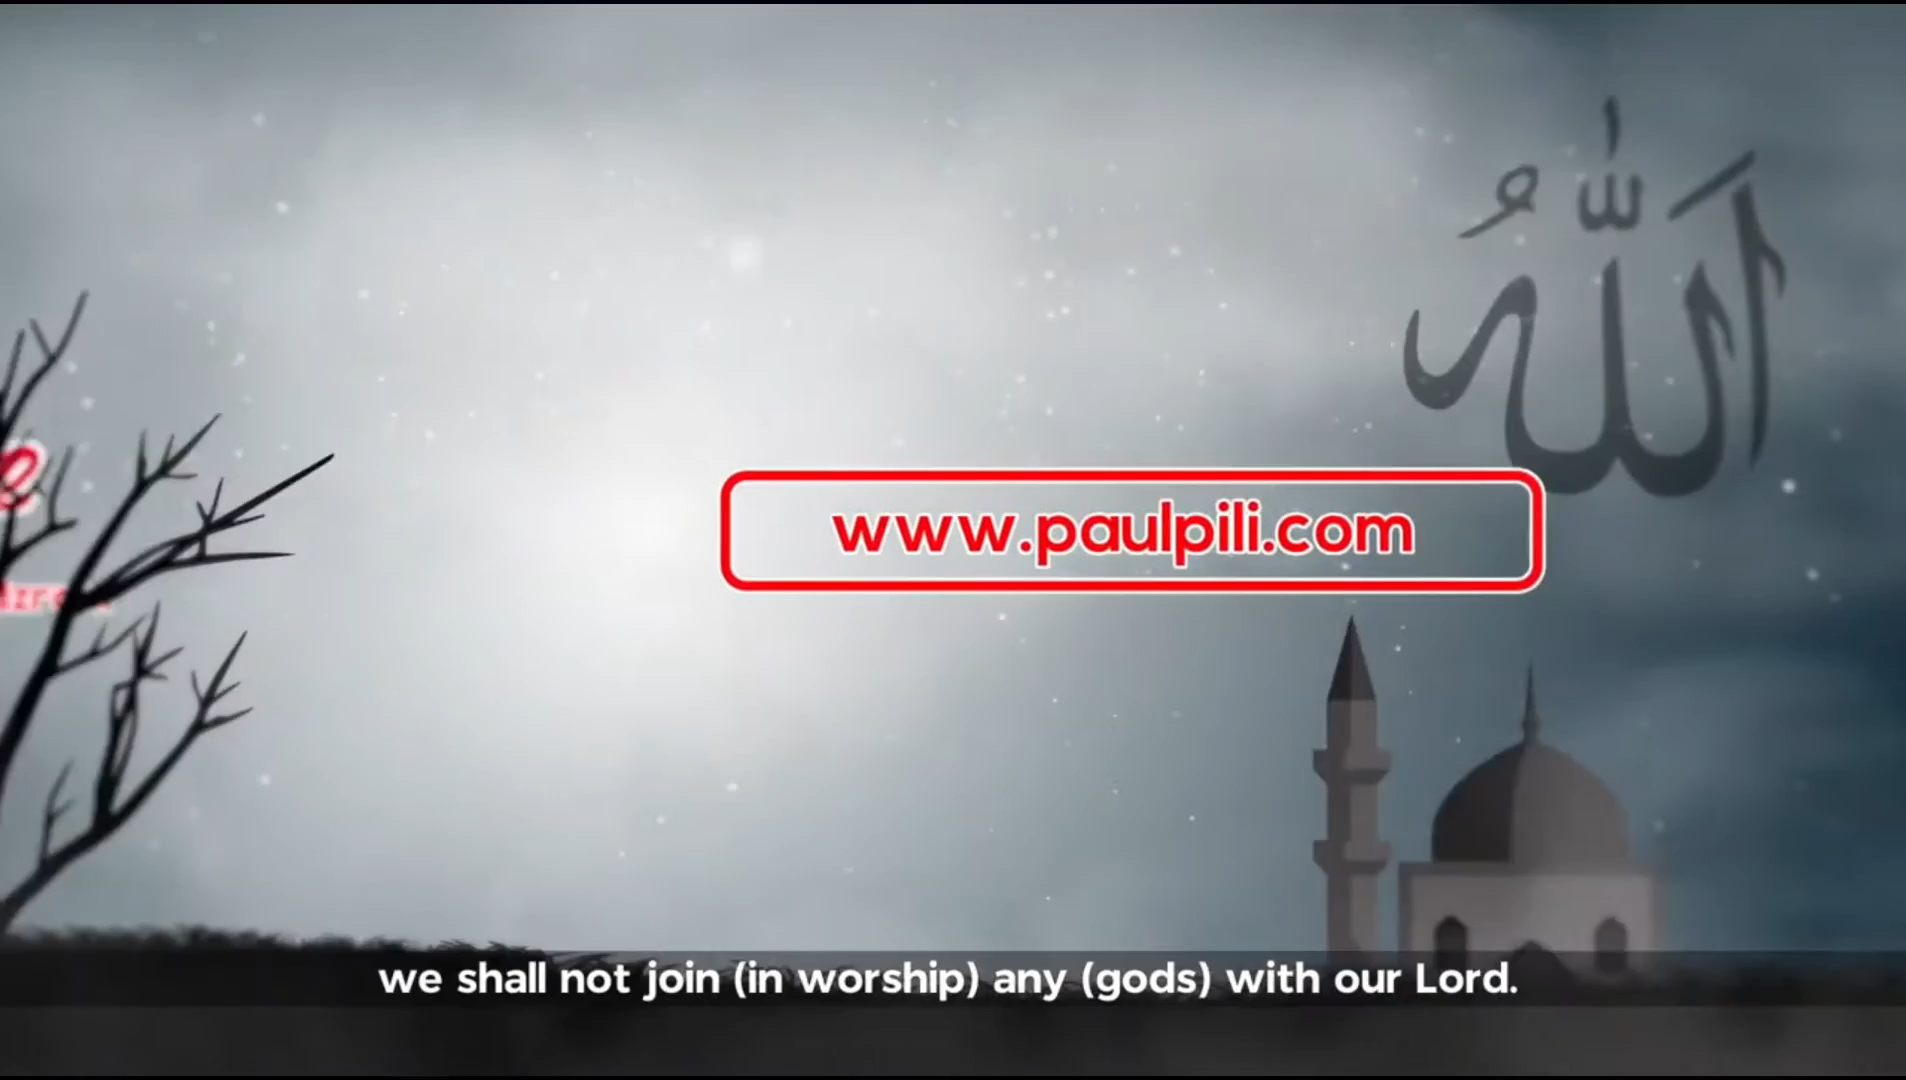 الله
www.paulpili.com
we shall not join (in worship) any (gods) with our Lord.